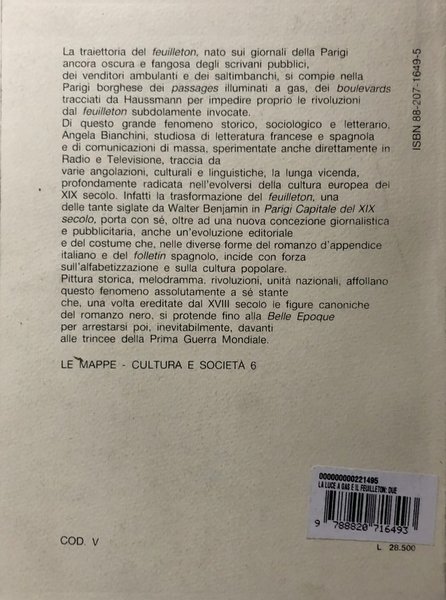 La traiettoria del feuilleton, nato sui giornali della Parigi
ancora oscura e fangosa degli scrivani pubblici,
dei venditori ambulanti e dei saltimbanchi, si compie nella
Parigi borghese dei passages illuminati a gas, dei boulevards
tracciati da Haussmann per impedire proprio le rivoluzioni
dal feuilleton subdolamente invocate.
Di questo grande fenomeno storico, sociologico e letterario,
Angela Bianchini, studiosa di letteratura francese e spagnola
e di comunicazioni di massa, sperimentate anche direttamente in
Radio e Televisione, traccia da
varie angolazioni, culturali e linguistiche, la lunga vicenda,
profondamente radicata nell'evolversi della cultura europea del
XIX secolo. Infatti la trasformazione del feuilleton, una
delle tante siglate da Walter Benjamin in Parigi Capitale del XIX
secolo, porta con sé, oltre ad una nuova concezione giornalistica
e pubblicitaria, anche un'evoluzione editoriale
e del costume che, nelle diverse forme del romanzo d'appendice
italiano e del folletin spagnolo, incide con forza
sull'alfabetizzazione e sulla cultura popolare.
Pittura storica, melodramma, rivoluzioni, unità nazionali, affollano
questo fenomeno assolutamente a sé stante
che, una volta ereditate dal XVIII secolo le figure canoniche
del romanzo nero, si protende fino alla Belle Epoque
per arrestarsi poi, inevitabilmente, davanti
alle trincee della Prima Guerra Mondiale.
LE MAPPE - CULTURA E SOCIETÀ 6
ISBN 88-207-1649-5
000000000221495
LA LUCE A GAS E IL FEUILLETON: DUE
9 788820 716493
COD. V
L 28.500